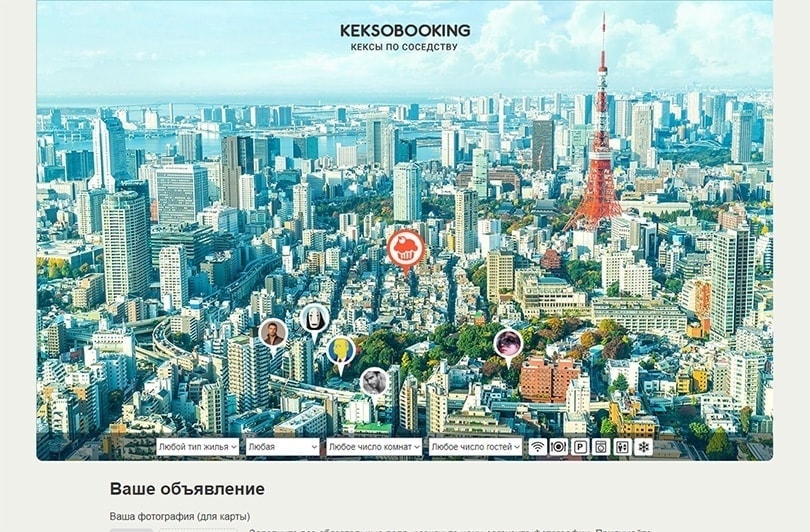 KEKSOBOOKING
КЕКСЫ ПО СОСЕДСТВУ
Любой тип жилья
Любая
Любое число комнат
Любое число гостей
P
Ваше объявление
Ваша фотография (для карты)